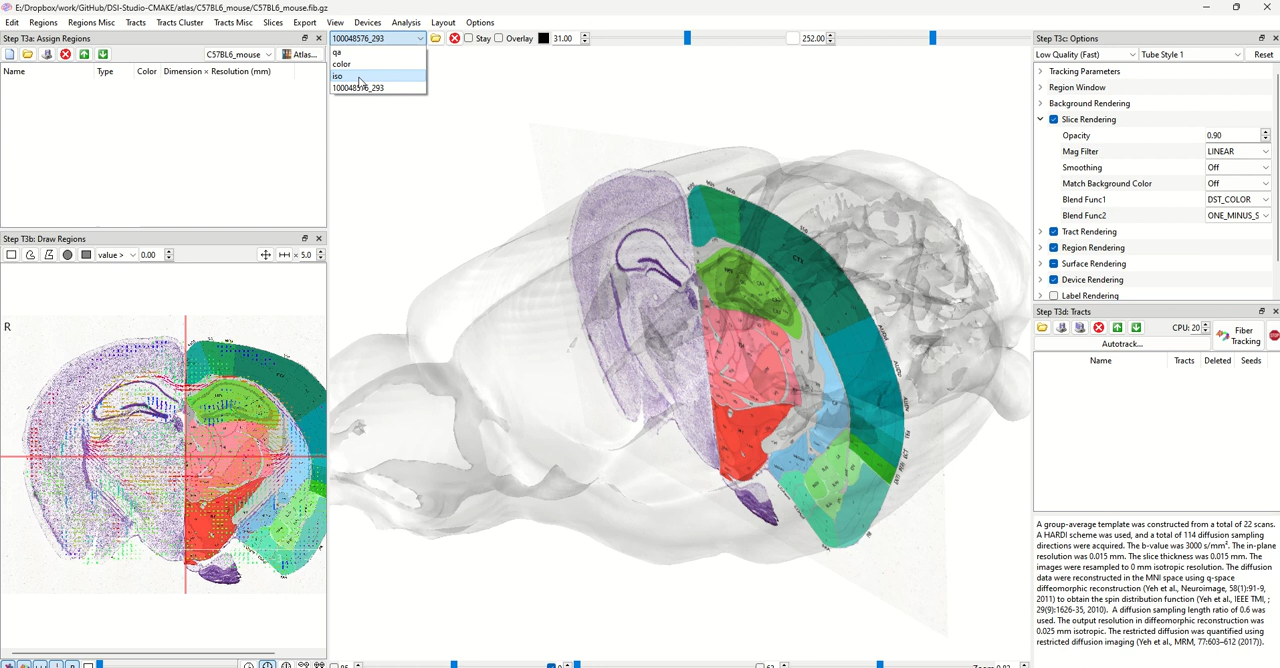 E:/Dropbox/work/GitHub/DSI-Studio-CMAKE/atlas/C57BL6_mouse/C57BL6_mouse.fib.gz
Edit Regions Regions Misc Tracts Tracts Cluster Tracts Misc Slices Export View Devices Analysis Layout Options
Step T3a: Assign Regions
C57BL6_mouse Atlas...
Name Type Color Dimension × Resolution (mm)
100048576_293 Stay Overlay 31.00 252.00
qa
color
iso
100048576_293
Step T3b: Draw Regions
value > 0.00 x 5.0
R
CTX
Step T3c: Options
Low Quality (Fast) Tube Style 1 Reset
Tracking Parameters
Region Window
Background Rendering
Slice Rendering
Opacity 0.90
Mag Filter LINEAR
Smoothing Off
Match Background Color Off
Blend Func1 DST_COLOR
Blend Func2 ONE_MINUS_S
Tract Rendering
Region Rendering
Surface Rendering
Device Rendering
Label Rendering
Step T3d: Tracts
CPU: 20 Fiber Tracking STOP
Autotrack...
Name Tracts Deleted Seeds
A group-average template was constructed from a total of 22 scans.
A HARDI scheme was used, and a total of 114 diffusion sampling
directions were acquired. The b-value was 3000 s/mm². The in-plane
resolution was 0.015 mm. The slice thickness was 0.015 mm. The
images were resampled to 0 mm isotropic resolution. The diffusion
data were reconstructed in the MNI space using q-space
diffeomorphic reconstruction (Yeh et al., Neuroimage, 58(1):91-9,
2011) to obtain the spin distribution function (Yeh et al., IEEE TMI, ;
29(9):1626-35, 2010). A diffusion sampling length ratio of 0.6 was
used. The output resolution in diffeomorphic reconstruction was
0.025 mm isotropic. The restricted diffusion was quantified using
restricted diffusion imaging (Yeh et al., MRM, 77:603–612 (2017)).